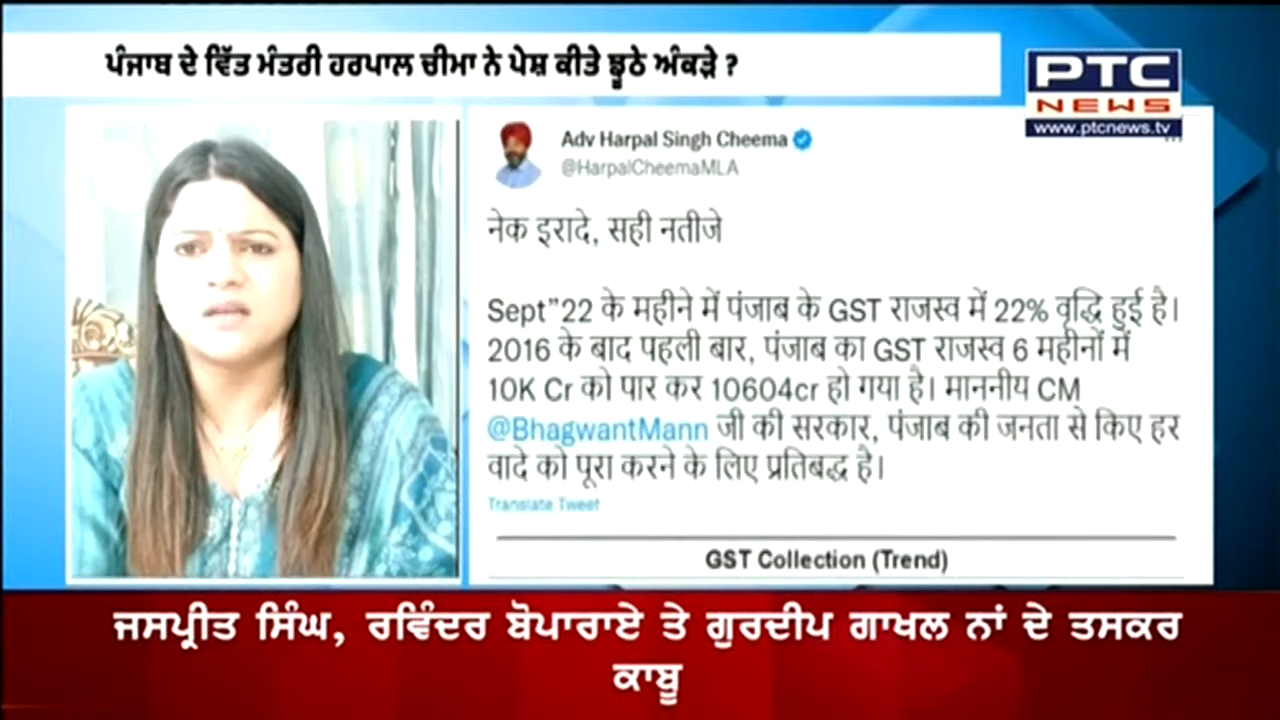 ਪੰਜਾਬ ਦੇ ਵਿੱਤ ਮੰਤਰੀ ਹਰਪਾਲ ਚੀਮਾ ਨੇ ਪੇਸ਼ ਕੀਤੇ ਝੂਠੇ ਅੰਕੜੇ ?
PTC
NEWS
www.ptcnews.tv
Adv Harpal Singh Cheema
@HarpalCheemaMLA
नेक इरादे, सही नतीजे
Sept"22 के महीने में पंजाब के GST राजस्व में 22% वृद्धि हुई है।
2016 के बाद पहली बार, पंजाब का GST राजस्व 6 महीनों में
10K Cr को पार कर 10604cr हो गया है। माननीय CM
@BhagwantMann जी की सरकार, पंजाब की जनता से किए हर
वादे को पूरा करने के लिए प्रतिबद्ध है।
Translate Tweet
GST Collection (Trend)
ਜਸਪ੍ਰੀਤ ਸਿੰਘ, ਰਵਿੰਦਰ ਬੋਪਾਰਾਏ ਤੇ ਗੁਰਦੀਪ ਗਾਖਲ ਨਾਂ ਦੇ ਤਸਕਰ
ਕਾਬੂ